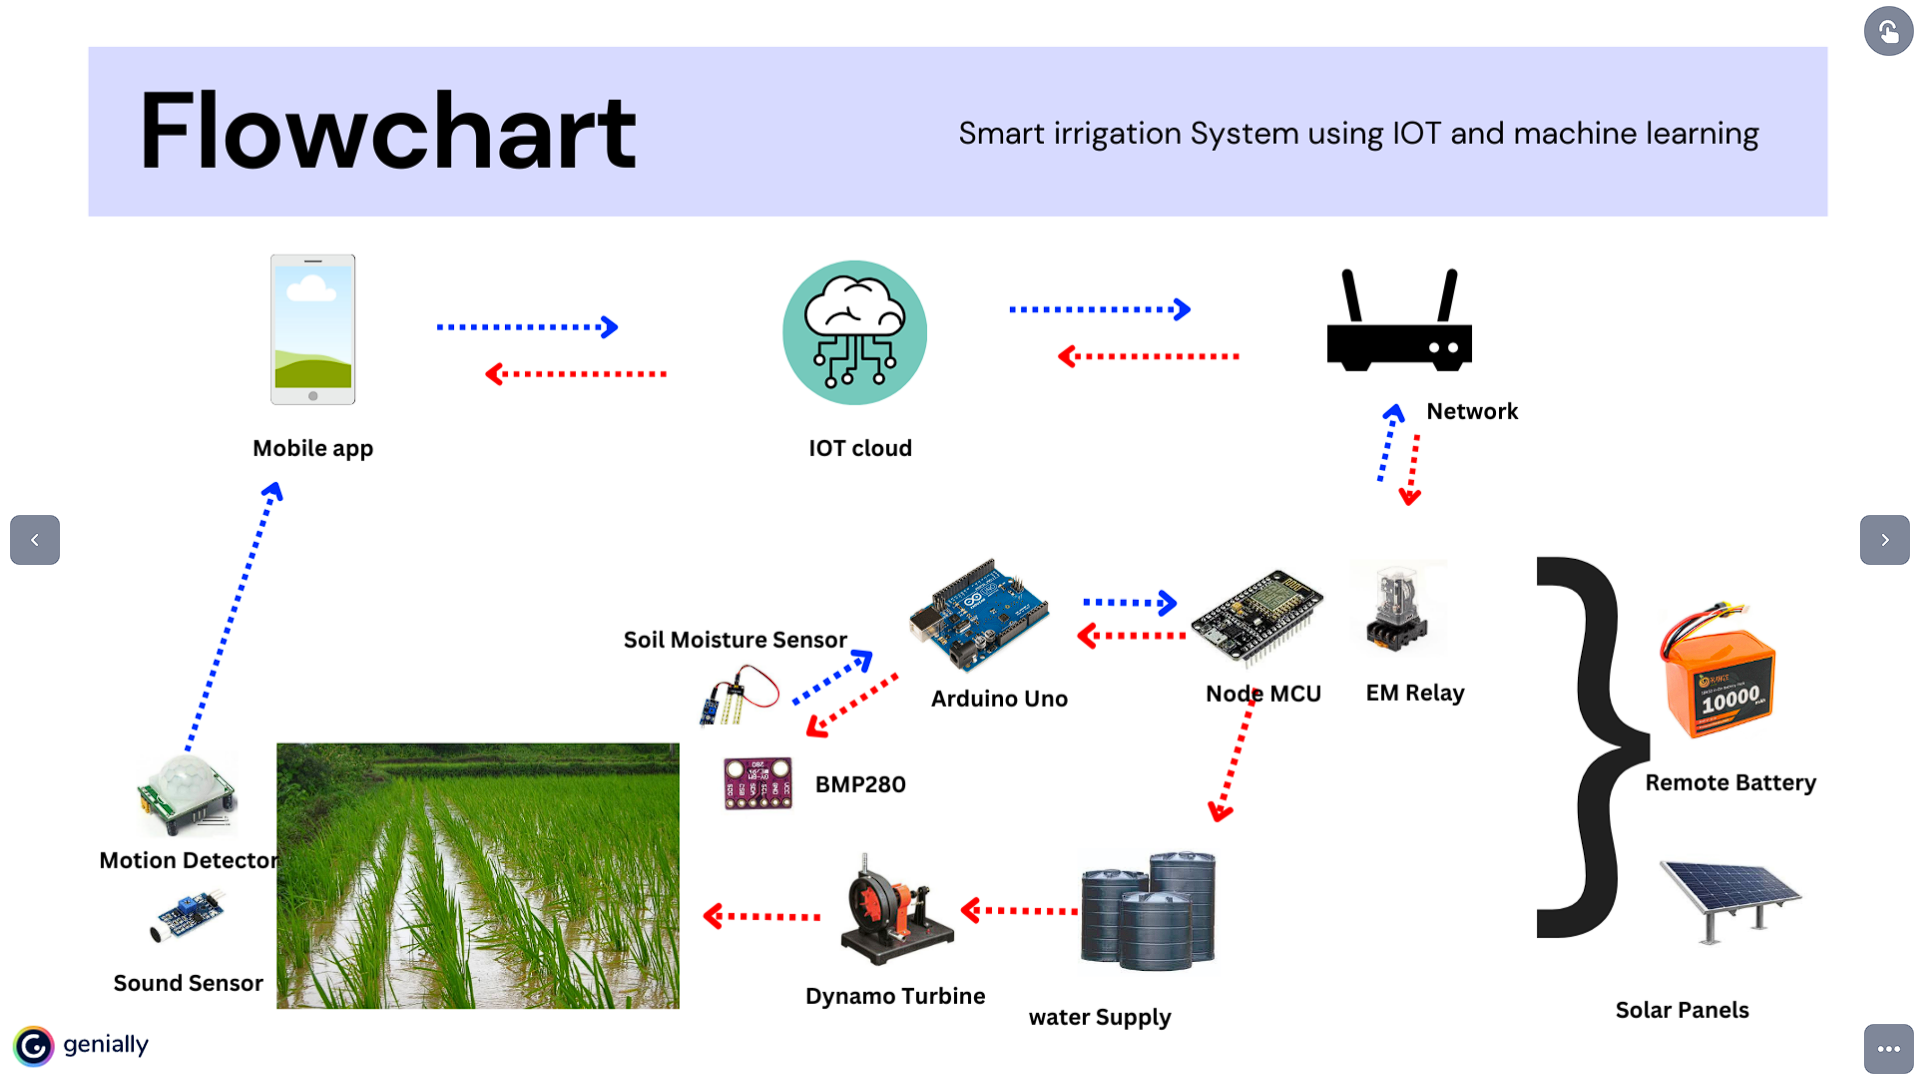 Flowchart
Smart irrigation System using IOT and machine learning
Mobile app
IOT cloud
Network
Soil Moisture Sensor
Arduino Uno
Node MCU
EM Relay
10000
Remote Battery
BMP280
Motion Detector
Sound Sensor
Dynamo Turbine
water Supply
Solar Panels
genially